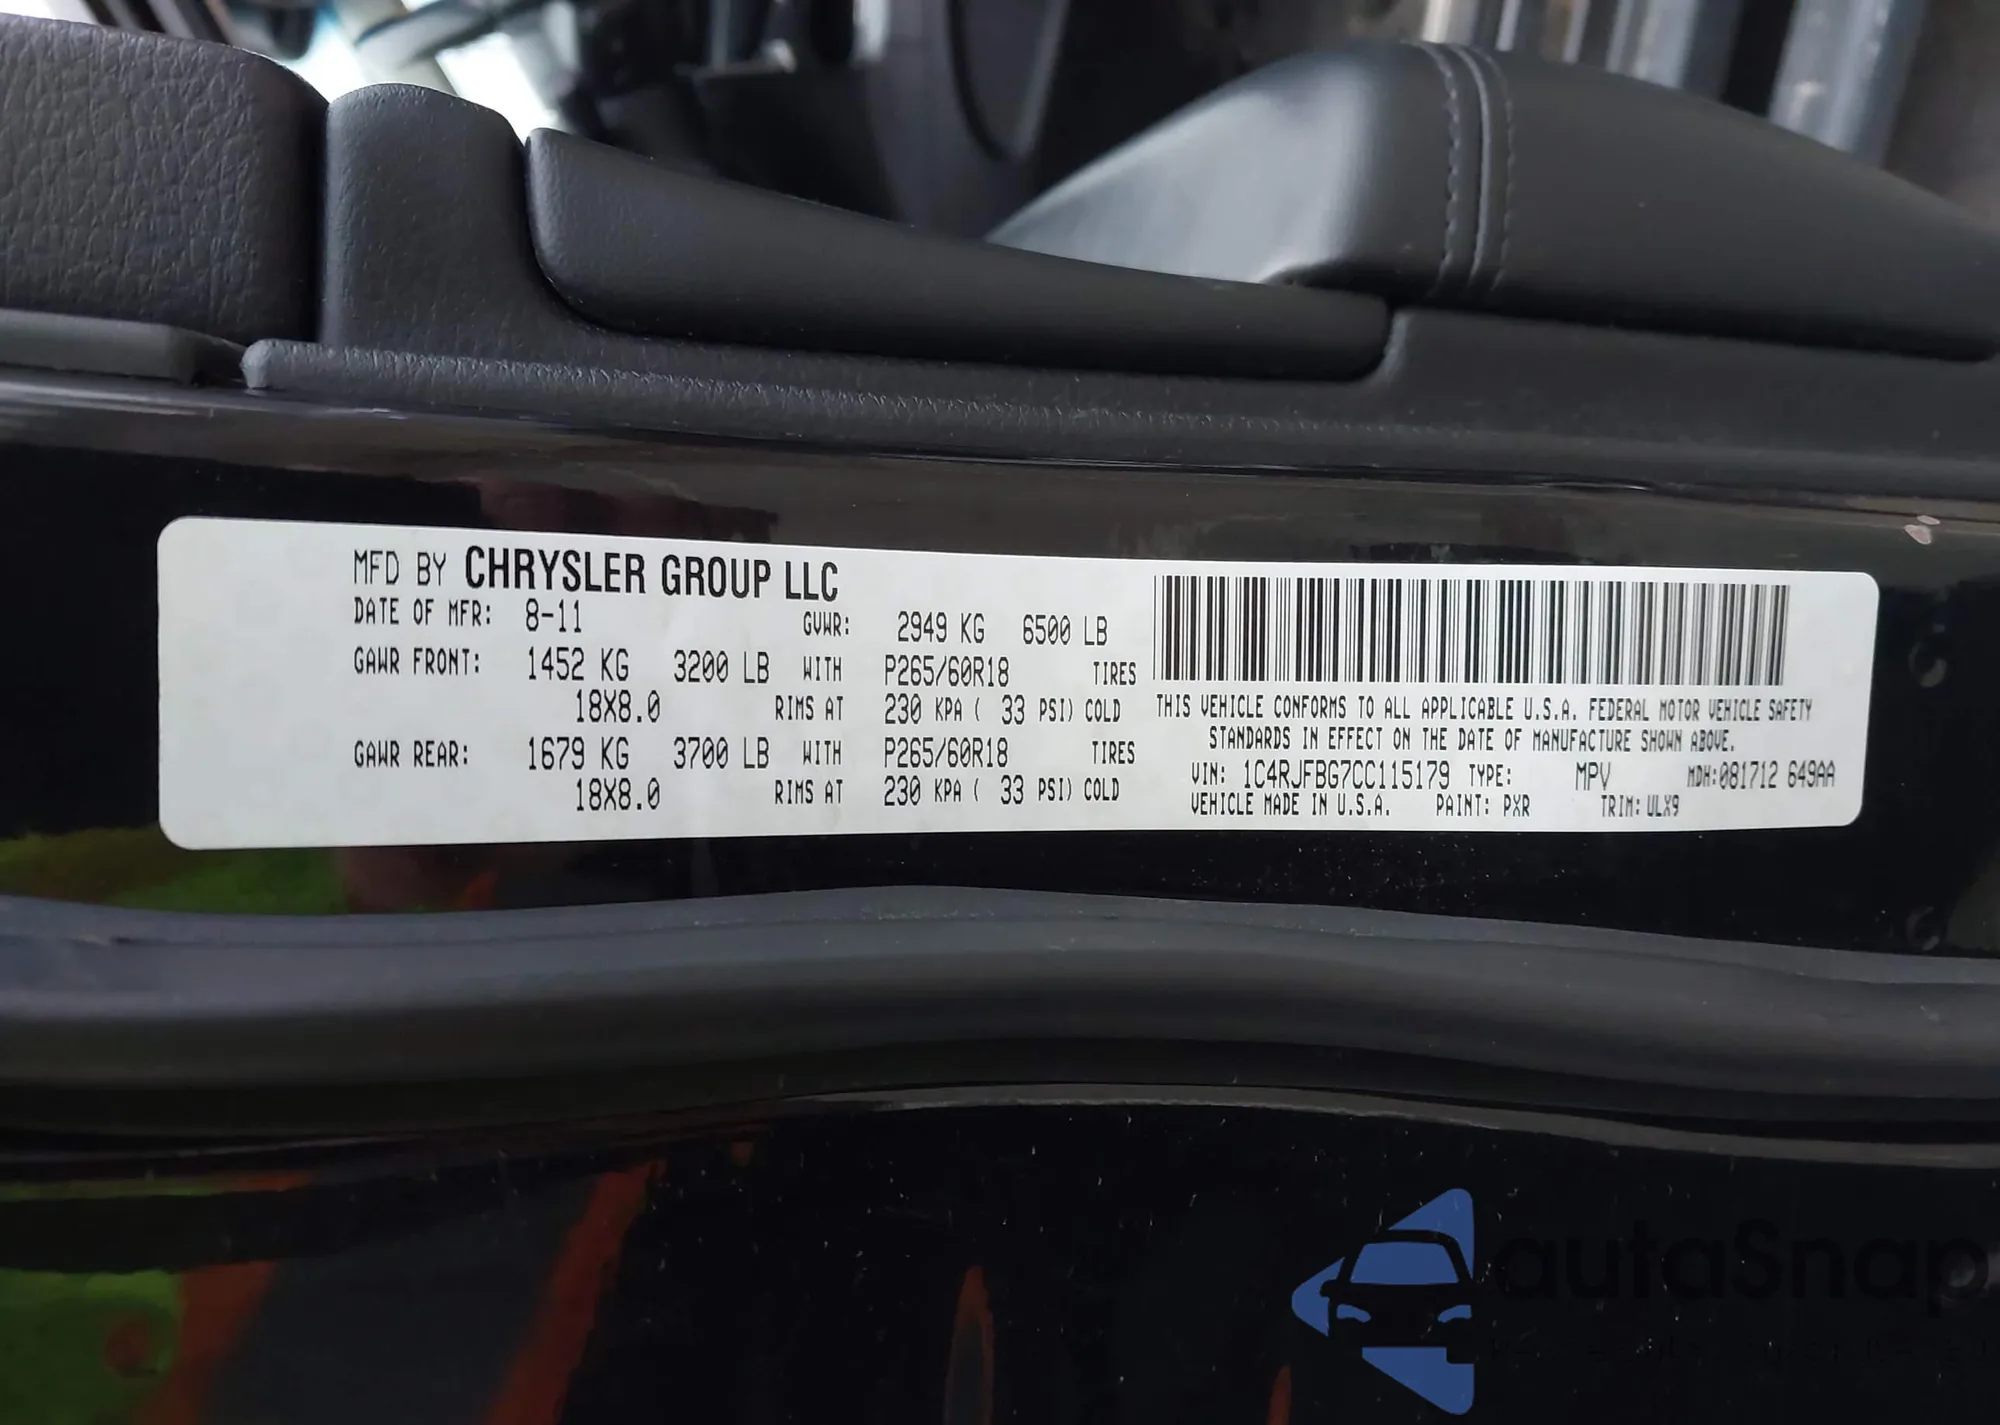 MFD BY CHRYSLER GROUP LLC
DATE OF MFR: 8-11 GVWR: 2949 KG 6500 LB
GAWR FRONT: 1452 KG 3200 LB WITH P265/60R18 TIRES
18X8.0 RIMS AT 230 KPA ( 33 PSI) COLD
GAWR REAR: 1679 KG 3700 LB WITH P265/60R18 TIRES
18X8.0 RIMS AT 230 KPA ( 33 PSI) COLD
THIS VEHICLE CONFORMS TO ALL APPLICABLE U.S.A. FEDERAL MOTOR VEHICLE SAFETY
STANDARDS IN EFFECT ON THE DATE OF MANUFACTURE SHOWN ABOVE.
VIN: 1C4RJFBG7CC115179 TYPE: MPV MDH:081712 649AA
VEHICLE MADE IN U.S.A. PAINT: PXR TRIM: ULX9
autoSnap